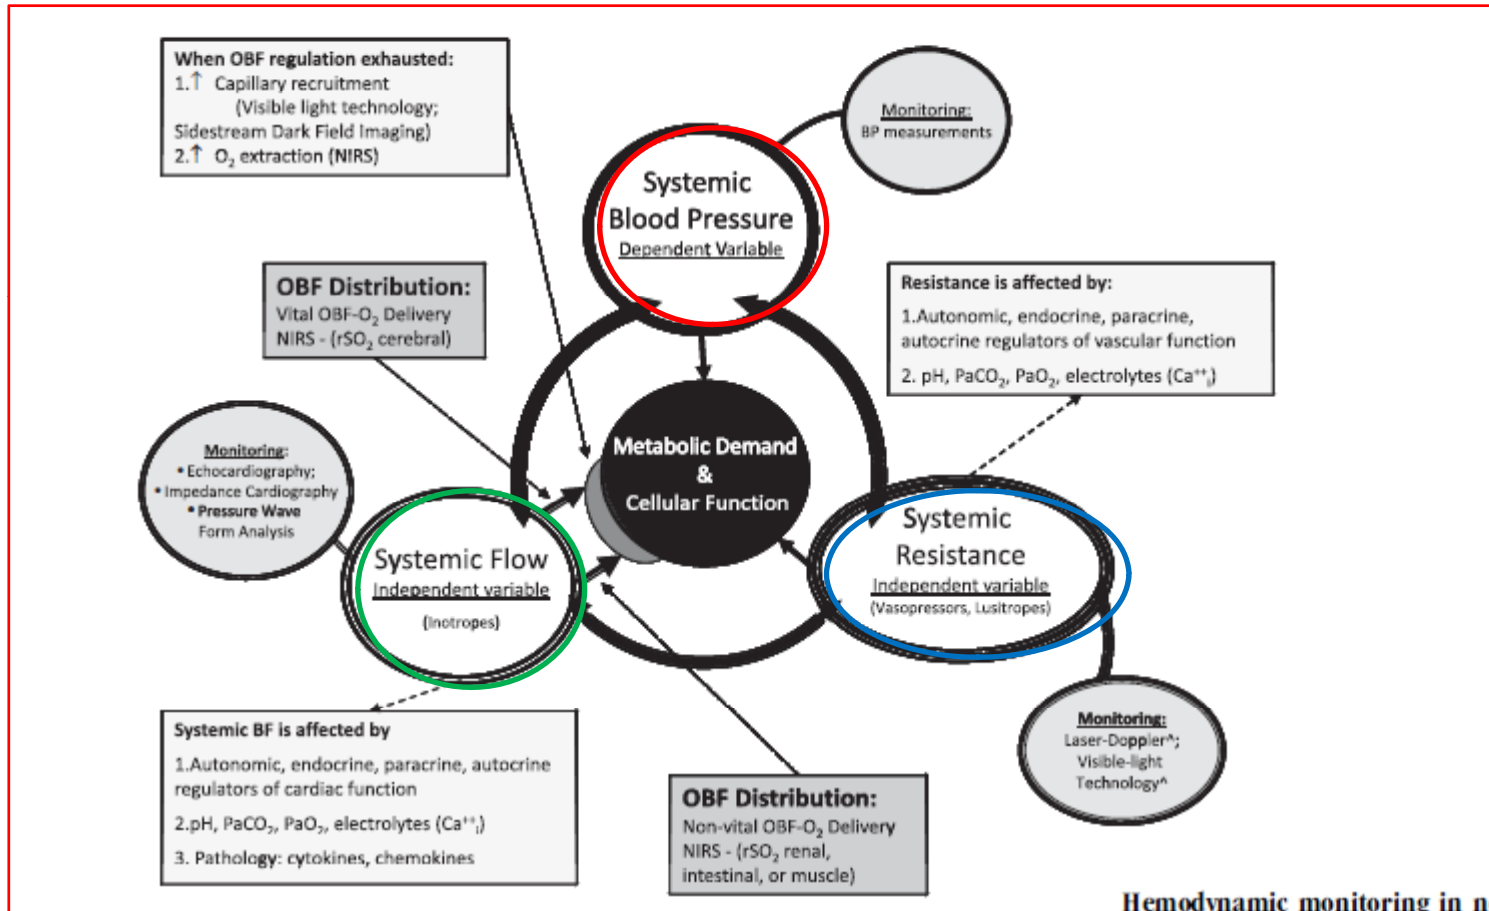 When OBF regulation exhausted:
1.↑ Capillary recruitment
(Visible light technology;
Sidestream Dark Field Imaging)
2.↑ O₂ extraction (NIRS)
Monitoring:
BP measurements
Systemic
Blood Pressure
Dependent Variable
OBF Distribution:
Vital OBF-O₂ Delivery
NIRS - (rSO₂ cerebral)
Resistance is affected by:
1.Autonomic, endocrine, paracrine,
autocrine regulators of vascular function
2. pH, PaCO₂, PaO₂, electrolytes (Ca⁺⁺ᵢ)
Monitoring:
• Echocardiography;
• Impedance Cardiography
• Pressure Wave
Form Analysis
Metabolic Demand
&
Cellular Function
Systemic Flow
Independent variable
(Inotropes)
Systemic
Resistance
Independent variable
(Vasopressors, Lusitropes)
Systemic BF is affected by
1.Autonomic, endocrine, paracrine, autocrine
regulators of cardiac function
2.pH, PaCO₂, PaO₂, electrolytes (Ca⁺⁺ᵢ)
3. Pathology: cytokines, chemokines
OBF Distribution:
Non-vital OBF-O₂ Delivery
NIRS - (rSO₂ renal,
intestinal, or muscle)
Monitoring:
Laser-Doppler^;
Visible-light
Technology^
Hemodynamic monitoring in